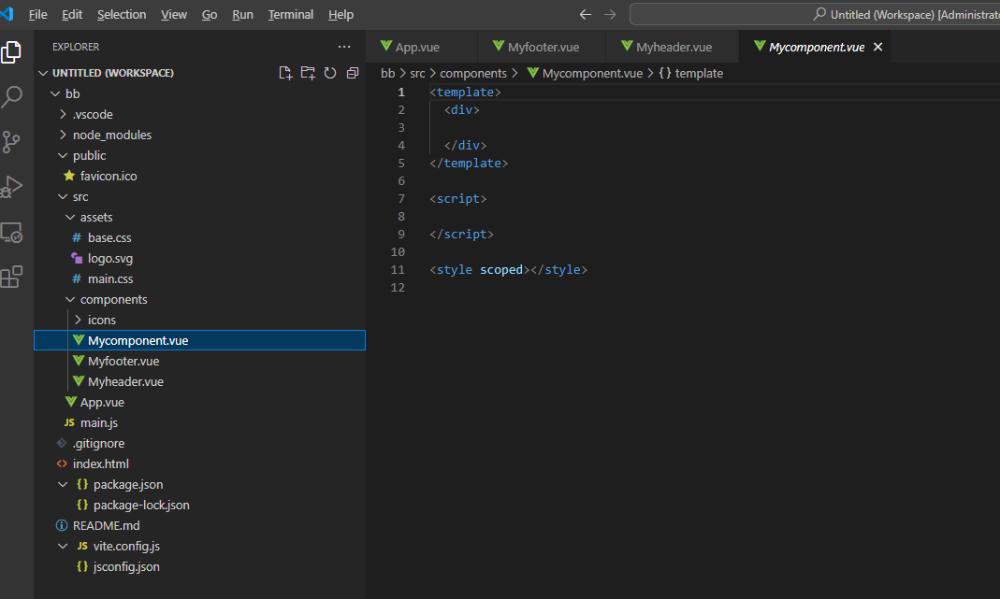 File Edit Selection View Go Run Terminal Help Untitled (Workspace) [Administrat
EXPLORER
UNTITLED (WORKSPACE)
bb
.vscode
node_modules
public
favicon.ico
src
assets
# base.css
logo.svg
# main.css
components
icons
Mycomponent.vue
Myfooter.vue
Myheader.vue
App.vue
JS main.js
.gitignore
<> index.html
{} package.json
{} package-lock.json
README.md
JS vite.config.js
{} jsconfig.json
App.vue Myfooter.vue Myheader.vue Mycomponent.vue
bb > src > components > Mycomponent.vue > {} template
1 <template>
2 <div>
3
4 </div>
5 </template>
6
7 <script>
8
9 </script>
10
11 <style scoped></style>
12